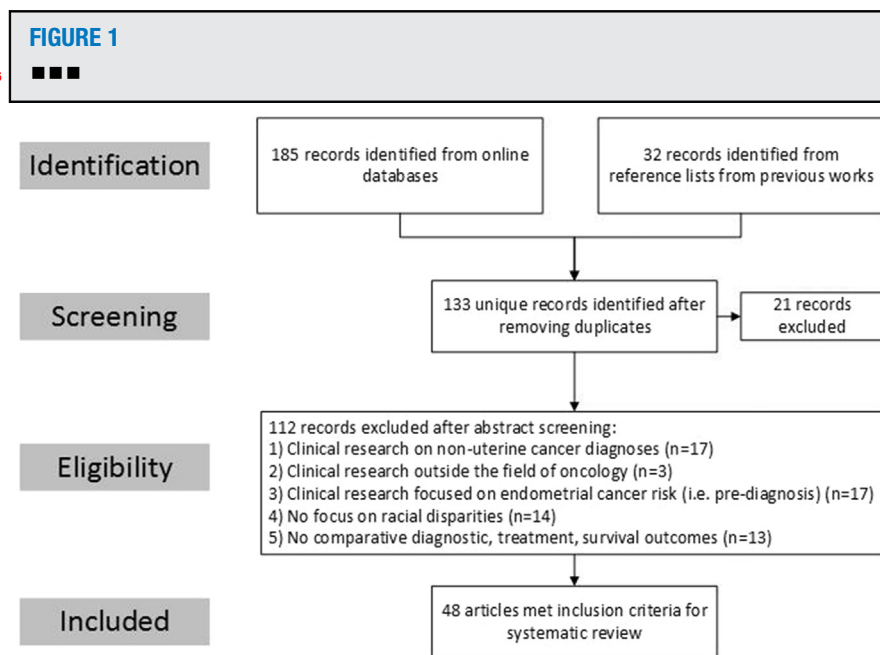 FIGURE 1
Identification
185 records identified from online
databases
32 records identified from
reference lists from previous works
Screening
133 unique records identified after
removing duplicates
21 records
excluded
Eligibility
112 records excluded after abstract screening:
1) Clinical research on non-uterine cancer diagnoses (n=17)
2) Clinical research outside the field of oncology (n=3)
3) Clinical research focused on endometrial cancer risk (i.e. pre-diagnosis) (n=17)
4) No focus on racial disparities (n=14)
5) No comparative diagnostic, treatment, survival outcomes (n=13)
Included
48 articles met inclusion criteria for
systematic review